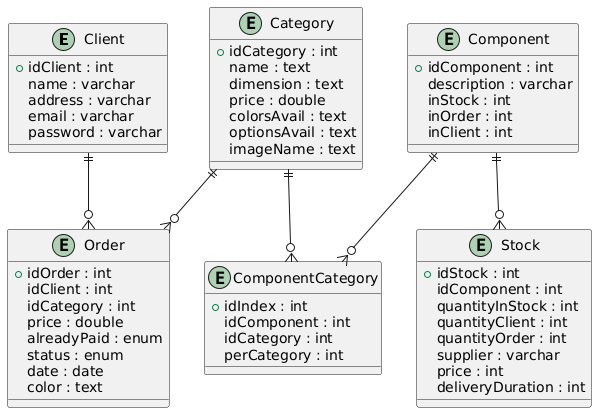 E Client
idClient : int
name : varchar
address : varchar
email : varchar
password : varchar
E Category
idCategory : int
name : text
dimension : text
price : double
colorsAvail : text
optionsAvail : text
imageName : text
E Component
idComponent : int
description : varchar
inStock : int
inOrder : int
inClient : int
E Order
idOrder : int
idClient : int
idCategory : int
price : double
alreadyPaid : enum
status : enum
date : date
color : text
E ComponentCategory
idIndex : int
idComponent : int
idCategory : int
perCategory : int
E Stock
idStock : int
idComponent : int
quantityInStock : int
quantityClient : int
quantityOrder : int
supplier : varchar
price : int
deliveryDuration : int